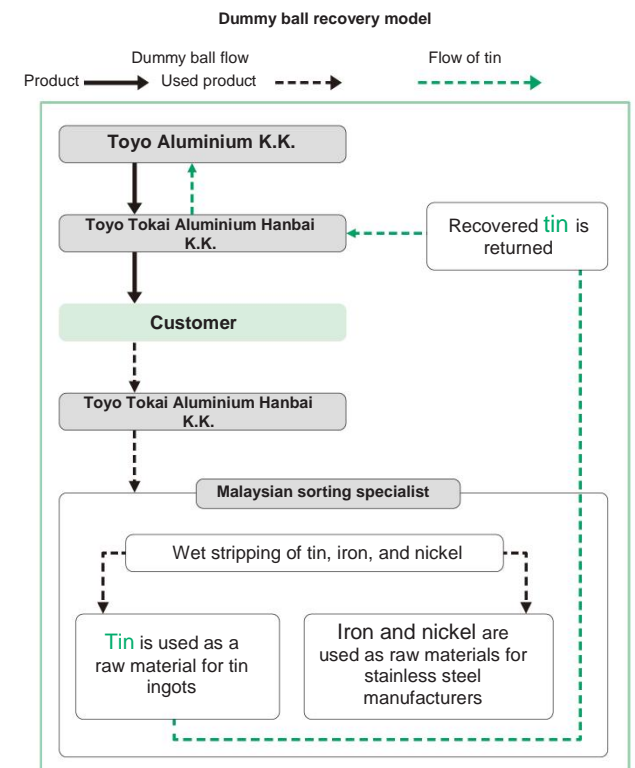 Dummy ball recovery model
Dummy ball flow
Flow of tin
Product
Used product
Toyo Aluminium K.K.
Toyo Tokai Aluminium Hanbai
K.K.
Recovered tin is
returned
Customer
Toyo Tokai Aluminium Hanbai
K.K.
Malaysian sorting specialist
Wet stripping of tin, iron, and nickel
Tin is used as a
raw material for tin
ingots
Iron and nickel are
used as raw materials for
stainless steel
manufacturers